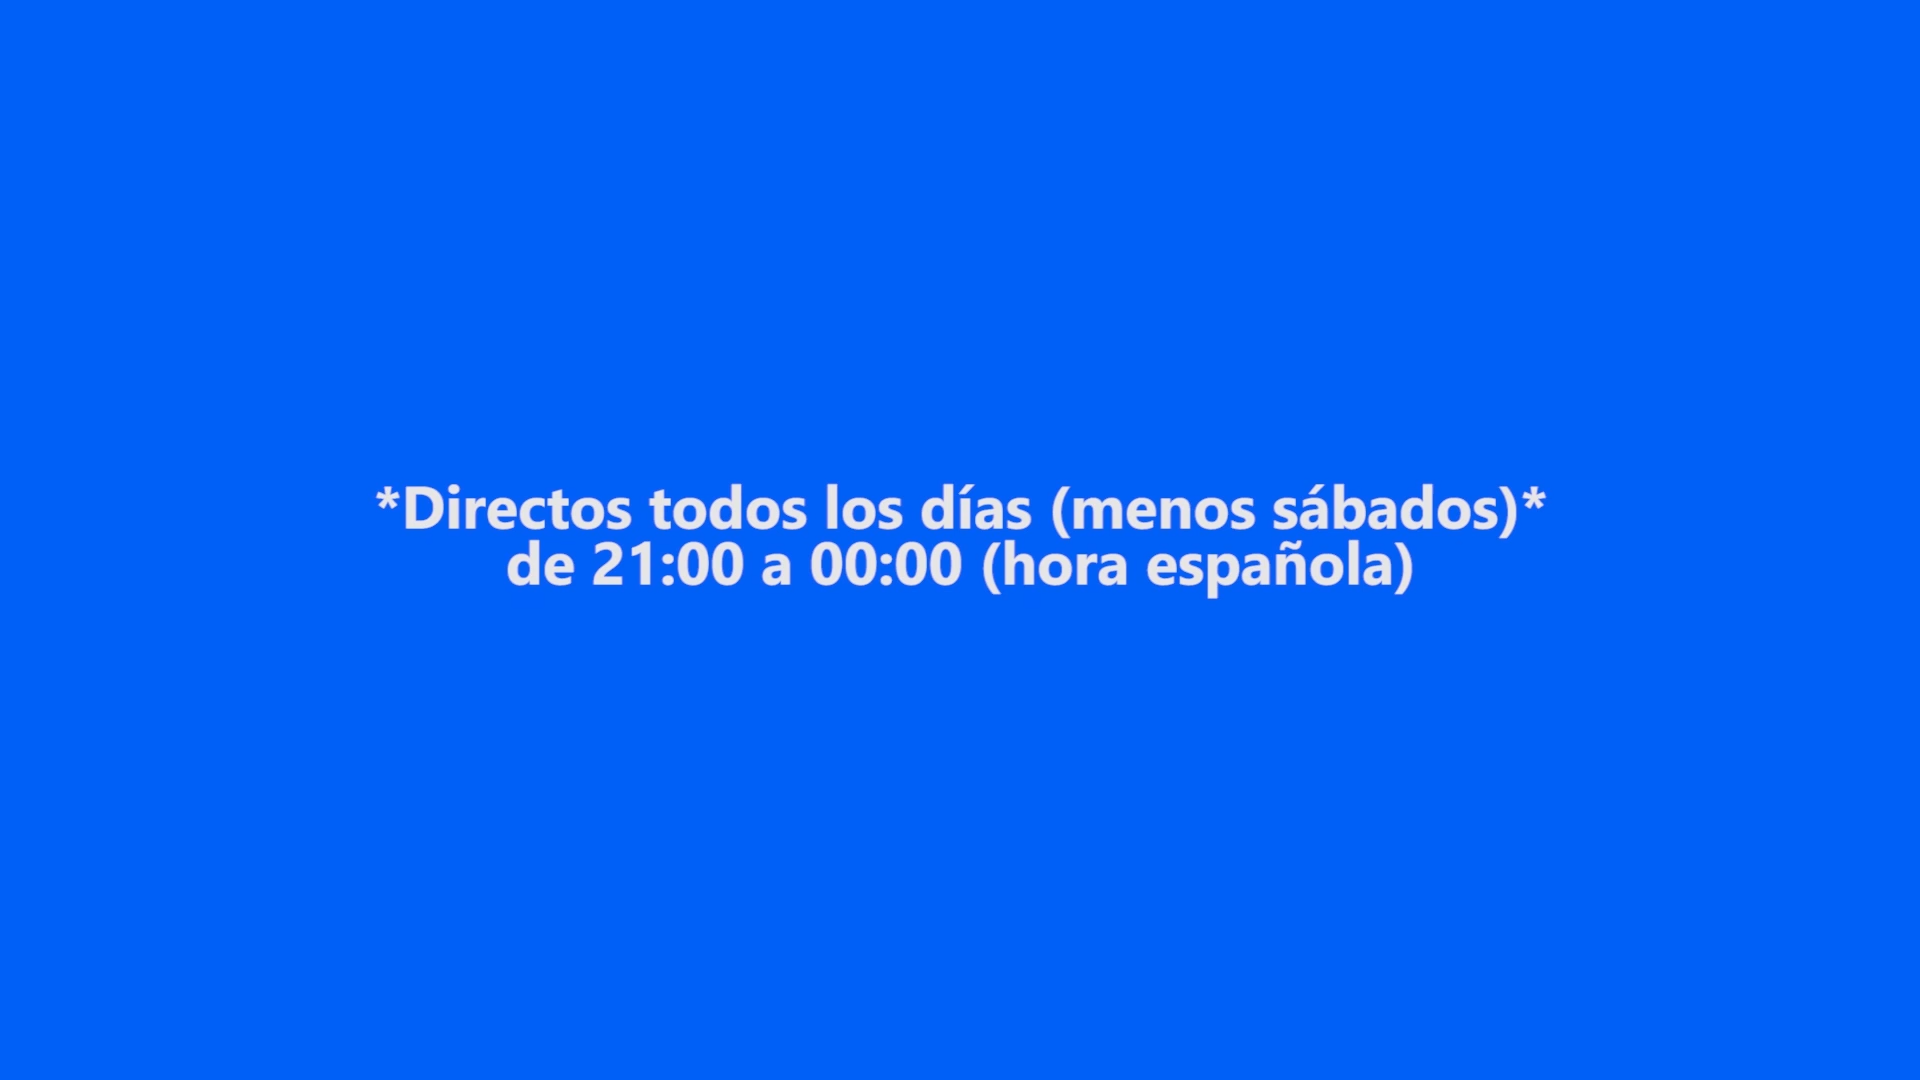 *Directos todos los días (menos sábados)*
de 21:00 a 00:00 (hora española)